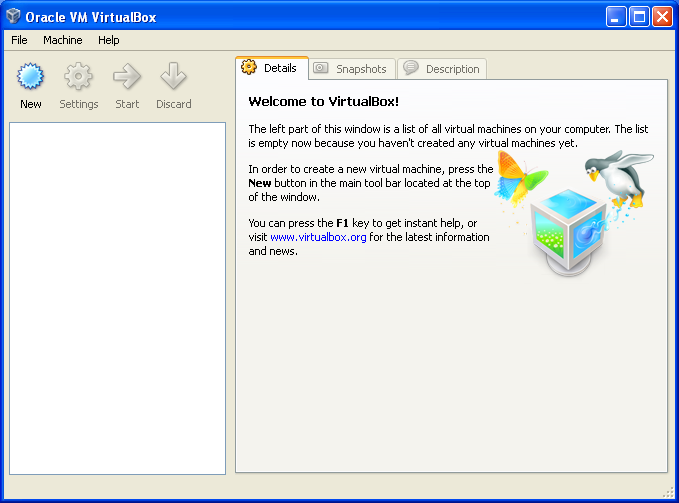 Oracle VM VirtualBox
File Machine Help
New Settings Start Discard
Details Snapshots Description
Welcome to VirtualBox!
The left part of this window is a list of all virtual machines on your computer. The list
is empty now because you haven't created any virtual machines yet.
In order to create a new virtual machine, press the
New button in the main tool bar located at the top
of the window.
You can press the F1 key to get instant help, or
visit www.virtualbox.org for the latest information
and news.